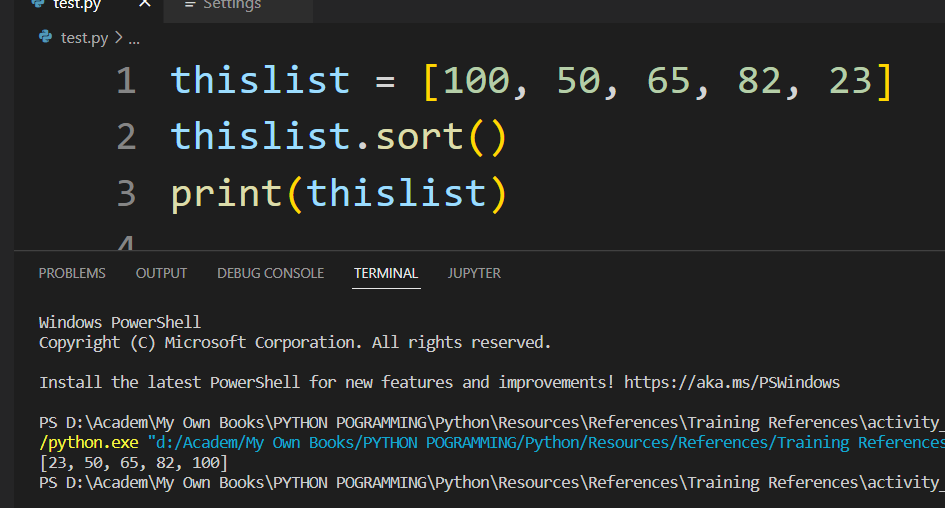 test.py × Settings
test.py > ...
1 thislist = [100, 50, 65, 82, 23]
2 thislist.sort()
3 print(thislist)
4
PROBLEMS OUTPUT DEBUG CONSOLE TERMINAL JUPYTER
Windows PowerShell
Copyright (C) Microsoft Corporation. All rights reserved.
Install the latest PowerShell for new features and improvements! https://aka.ms/PSWindows
PS D:\Academ\My Own Books\PYTHON POGRAMMING\Python\Resources\References\Training References\activity_
/python.exe "d:/Academ/My Own Books/PYTHON POGRAMMING/Python/Resources/References/Training References
[23, 50, 65, 82, 100]
PS D:\Academ\My Own Books\PYTHON POGRAMMING\Python\Resources\References\Training References\activity_